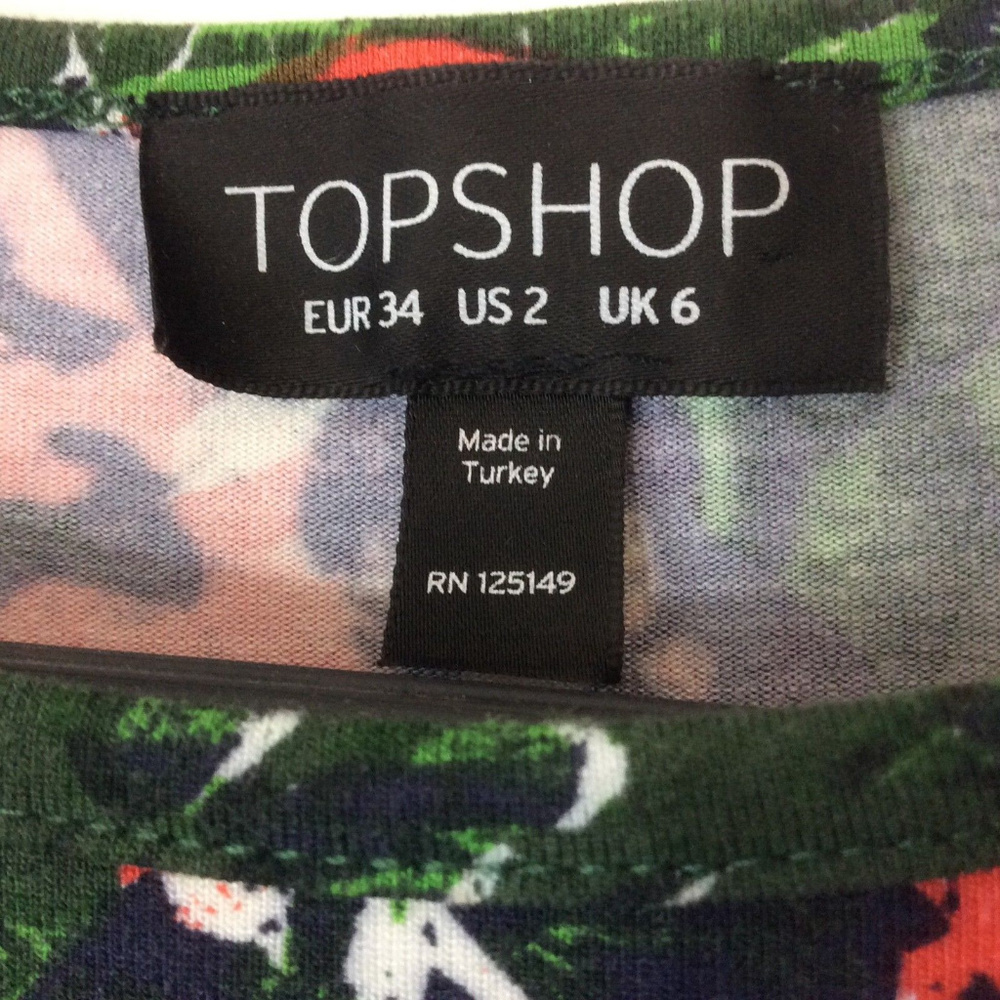 TOPSHOP
EUR 34 US 2 UK 6
Made in
Turkey
RN 125149